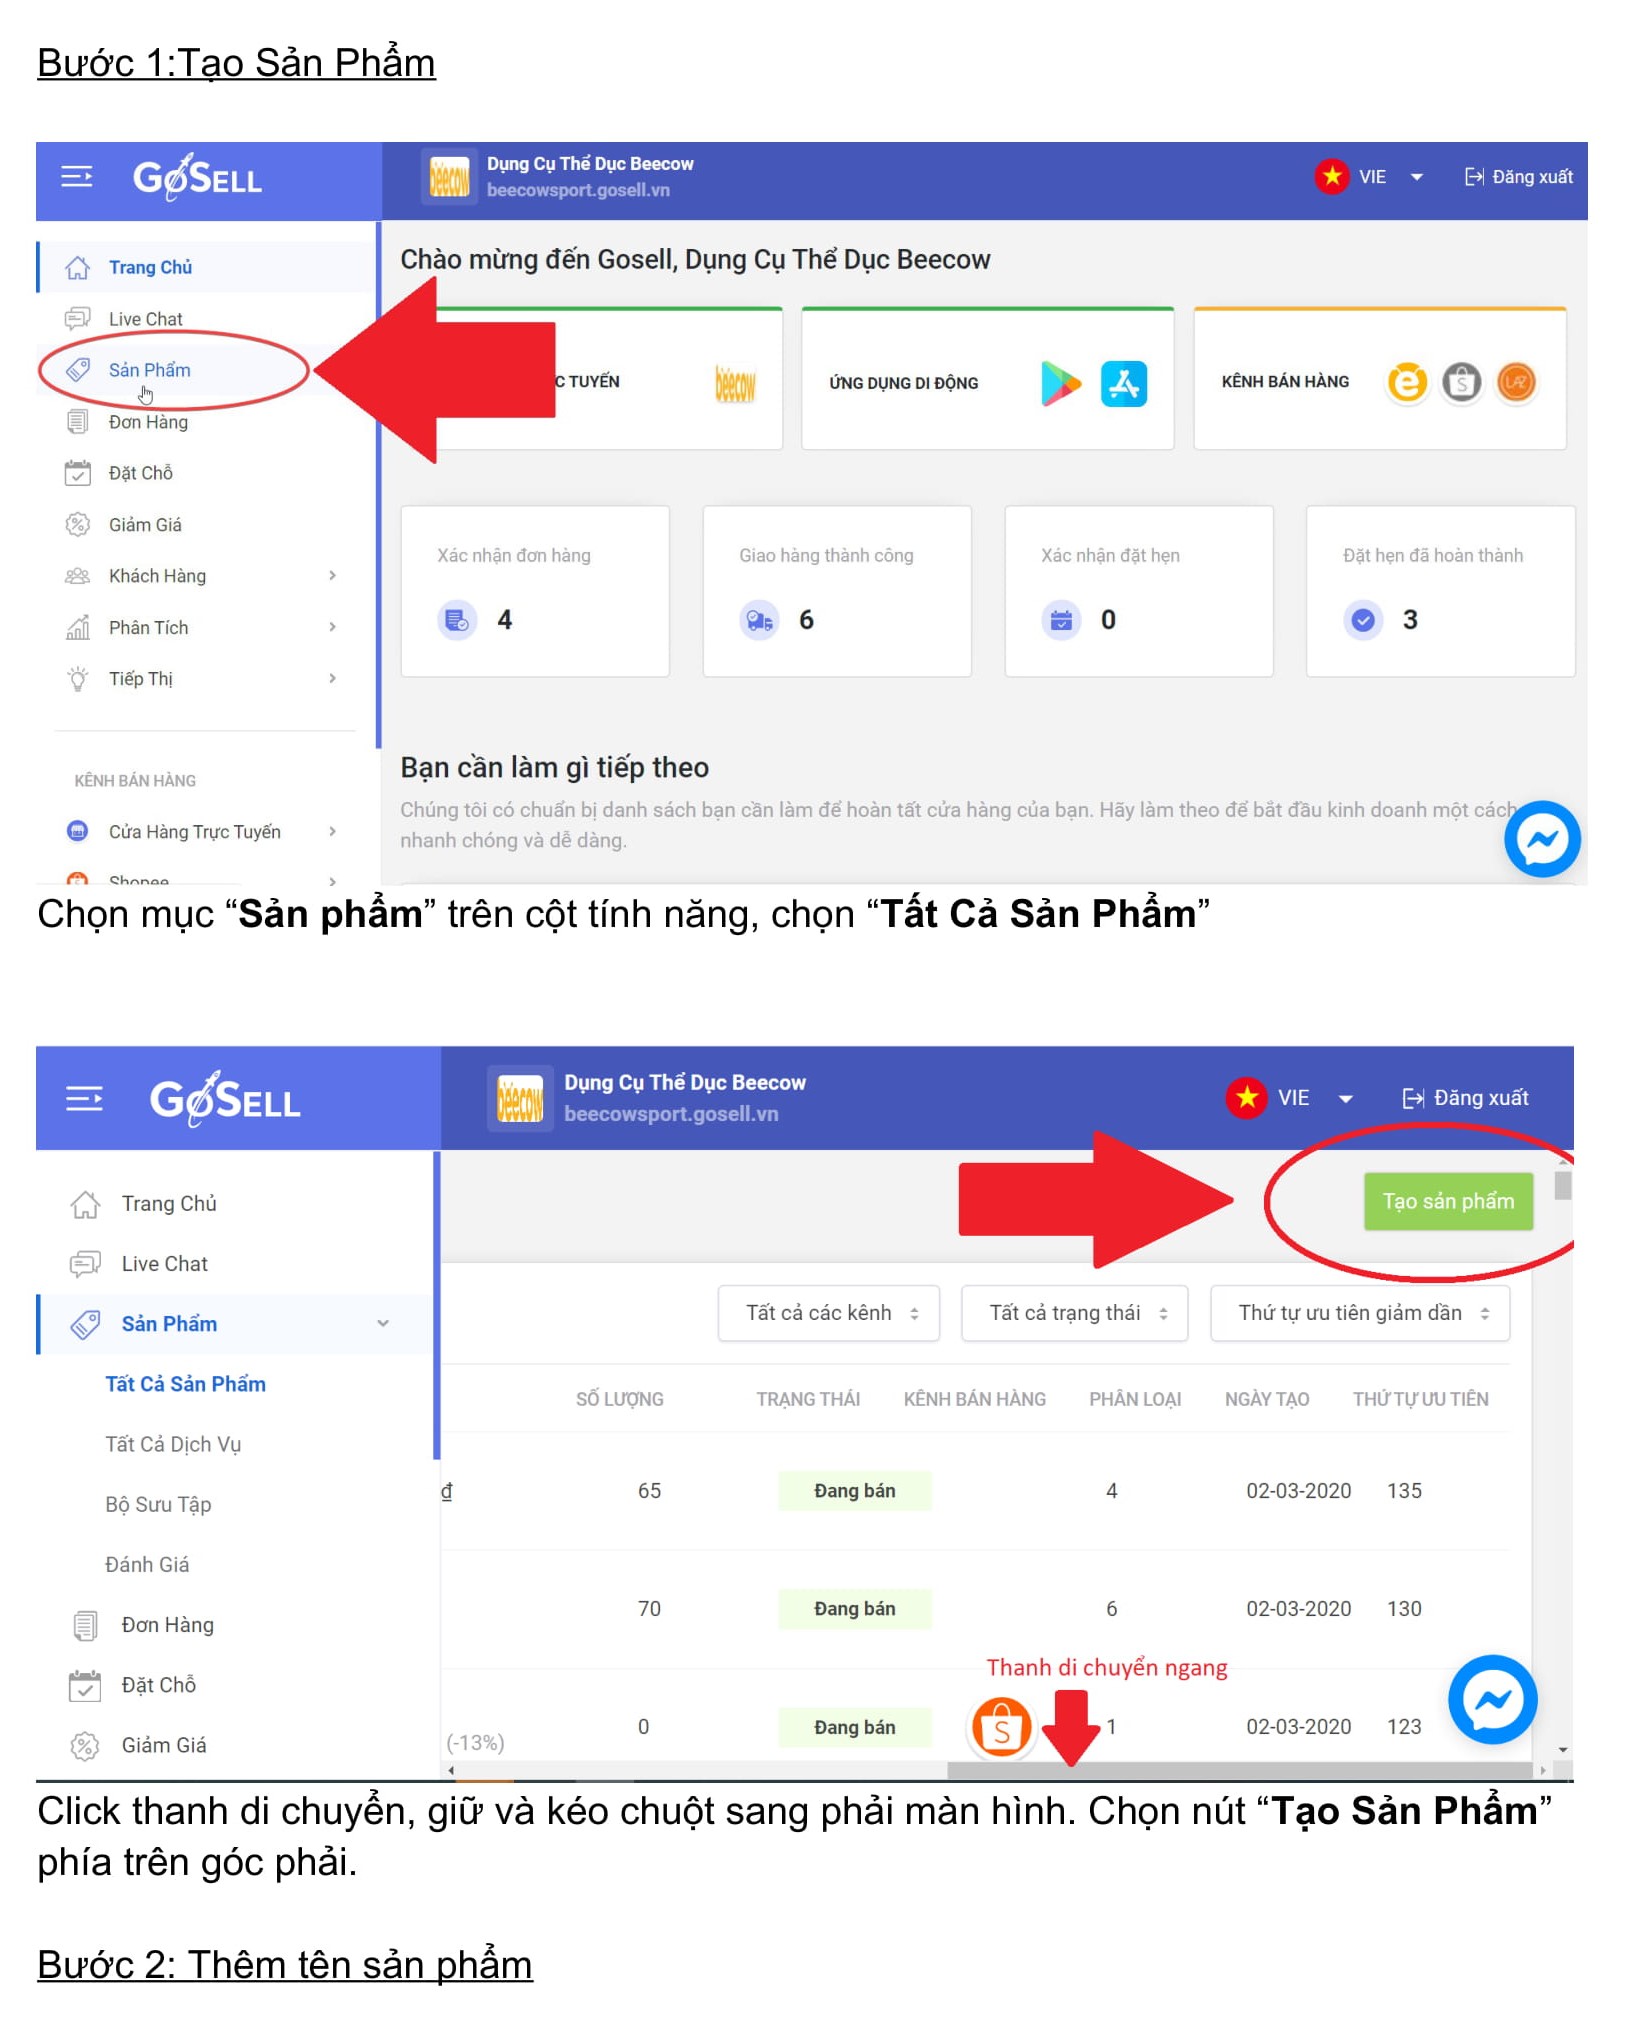 Bước 1:Tạo Sản Phẩm
GoSELL
Dụng Cụ Thể Dục Beecow
beecowsport.gosell.vn
VIE
Đăng xuất
Trang Chủ
Live Chat
Sản Phẩm
Đơn Hàng
Đặt Chỗ
Giảm Giá
Khách Hàng
Phân Tích
Tiếp Thị
KÊNH BÁN HÀNG
Cửa Hàng Trực Tuyến
Shopee
Chào mừng đến Gosell, Dụng Cụ Thể Dục Beecow
C TUYẾN
beecow
ỨNG DỤNG DI ĐỘNG
KÊNH BÁN HÀNG
Xác nhận đơn hàng
4
Giao hàng thành công
6
Xác nhận đặt hẹn
0
Đặt hẹn đã hoàn thành
3
Bạn cần làm gì tiếp theo
Chúng tôi có chuẩn bị danh sách bạn cần làm để hoàn tất cửa hàng của bạn. Hãy làm theo để bắt đầu kinh doanh một cách
nhanh chóng và dễ dàng.
Chọn mục “Sản phẩm” trên cột tính năng, chọn “Tất Cả Sản Phẩm”
GoSELL
beecow
Dụng Cụ Thể Dục Beecow
beecowsport.gosell.vn
VIE
Đăng xuất
Trang Chủ
Live Chat
Sản Phẩm
Tất Cả Sản Phẩm
Tất Cả Dịch Vụ
Bộ Sưu Tập
Đánh Giá
Đơn Hàng
Đặt Chỗ
Giảm Giá
Tạo sản phẩm
Tất cả các kênh
Tất cả trạng thái
Thứ tự ưu tiên giảm dần
SỐ LƯỢNG TRẠNG THÁI KÊNH BÁN HÀNG PHÂN LOẠI NGÀY TẠO THỨ TỰ ƯU TIÊN
đ 65 Đang bán 4 02-03-2020 135
70 Đang bán 6 02-03-2020 130
Thanh di chuyển ngang
(-13%) 0 Đang bán 1 02-03-2020 123
Click thanh di chuyển, giữ và kéo chuột sang phải màn hình. Chọn nút “Tạo Sản Phẩm”
phía trên góc phải.
Bước 2: Thêm tên sản phẩm